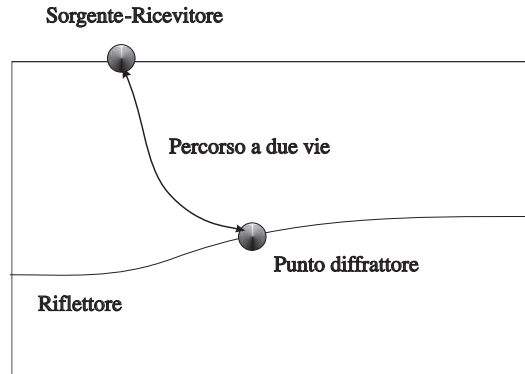 Sorgente-Ricevitore
Percorso a due vie
Punto diffrattore
Riflettore